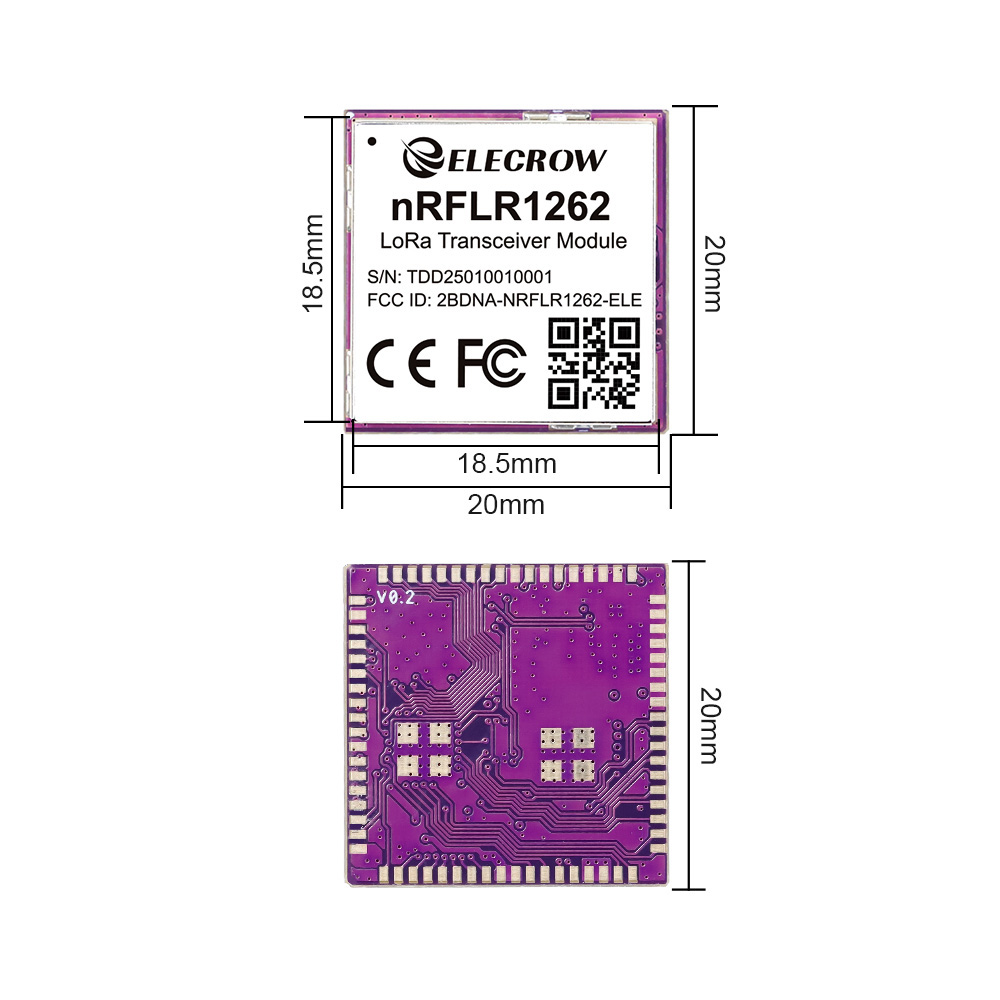 ELECROW
nRFLR1262
LoRa Transceiver Module
S/N: TDD25010010001
FCC ID: 2BDNA-NRFLR1262-ELE
CE FC
18.5mm
20mm
18.5mm
20mm
V0.2
20mm